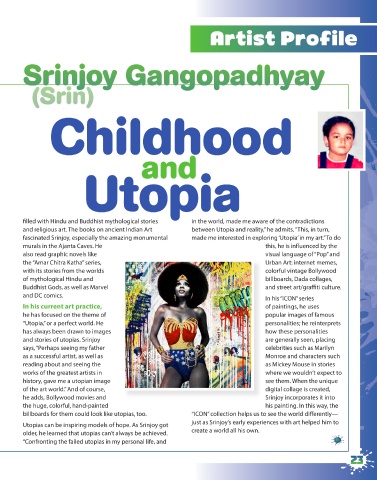 Artist Profile
Srinjoy Gangopadhyay
(Srin)
Childhood
and
Utopia
filled with Hindu and Buddhist mythological stories
and religious art. The books on ancient Indian Art
fascinated Srinjoy, especially the amazing monumental
murals in the Ajanta Caves. He
also read graphic novels like
the "Amar Chitra Katha" series,
with its stories from the worlds
of mythological Hindu and
Buddhist Gods, as well as Marvel
and DC comics.
In his current art practice,
he has focused on the theme of
"Utopia," or a perfect world. He
has always been drawn to images
and stories of utopias. Srinjoy
says, "Perhaps seeing my father
as a successful artist, as well as
reading about and seeing the
works of the greatest artists in
history, gave me a utopian image
of the art world." And of course,
he adds, Bollywood movies and
the huge, colorful, hand-painted
billboards for them could look like utopias, too.
Utopias can be inspiring models of hope. As Srinjoy got
older, he learned that utopias can't always be achieved.
"Confronting the failed utopias in my personal life, and
in the world, made me aware of the contradictions
between Utopia and reality," he admits. "This, in turn,
made me interested in exploring 'Utopia' in my art." To do
this, he is influenced by the
visual language of "Pop" and
Urban Art: internet memes,
colorful vintage Bollywood
billboards, Dada collages,
and street art/graffiti culture.
In his "ICON" series
of paintings, he uses
popular images of famous
personalities; he reinterprets
how these personalities
are generally seen, placing
celebrities such as Marilyn
Monroe and characters such
as Mickey Mouse in stories
where we wouldn't expect to
see them. When the unique
digital collage is created,
Srinjoy incorporates it into
his painting. In this way, the
"ICON" collection helps us to see the world differently—
just as Srinjoy's early experiences with art helped him to
create a world all his own.
23